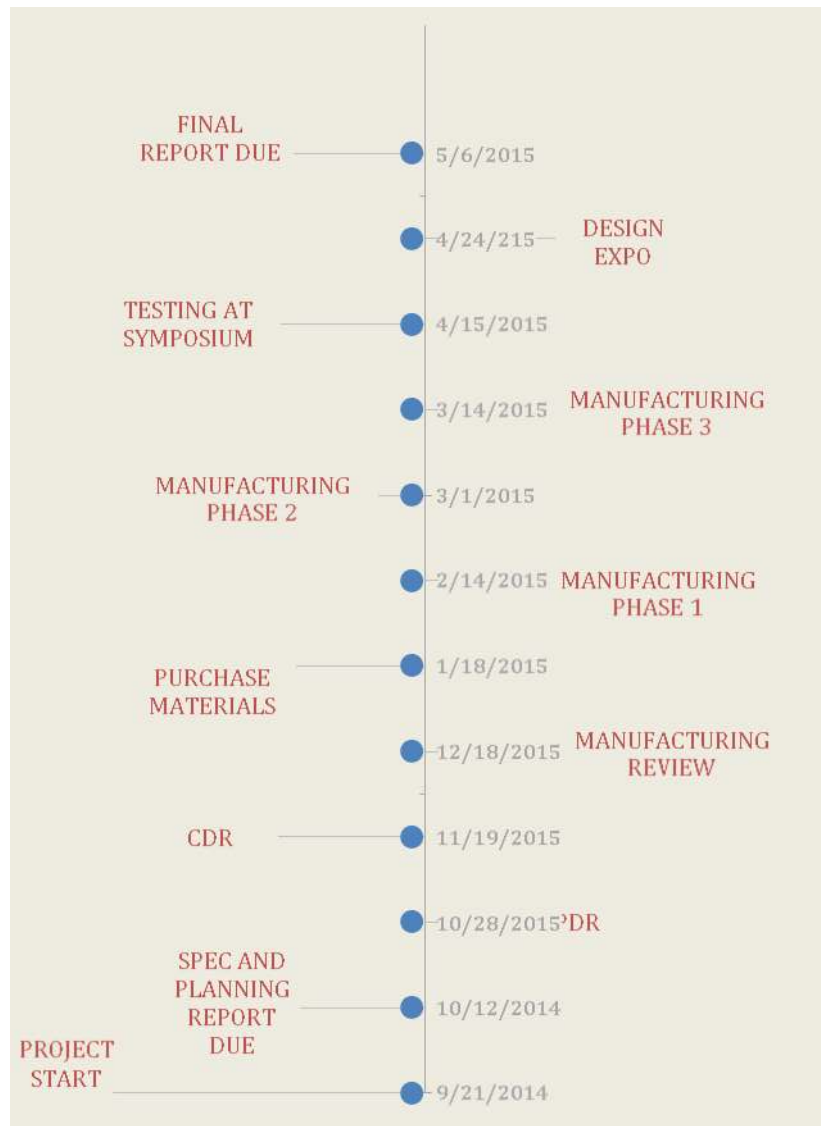 FINAL
REPORT DUE
5/6/2015
4/24/215
DESIGN
EXPO
TESTING AT
SYMPOSIUM
4/15/2015
3/14/2015
MANUFACTURING
PHASE 3
MANUFACTURING
PHASE 2
3/1/2015
2/14/2015
MANUFACTURING
PHASE 1
PURCHASE
MATERIALS
1/18/2015
12/18/2015
MANUFACTURING
REVIEW
CDR
11/19/2015
10/28/2015
PDR
SPEC AND
PLANNING
REPORT
DUE
10/12/2014
PROJECT
START
9/21/2014